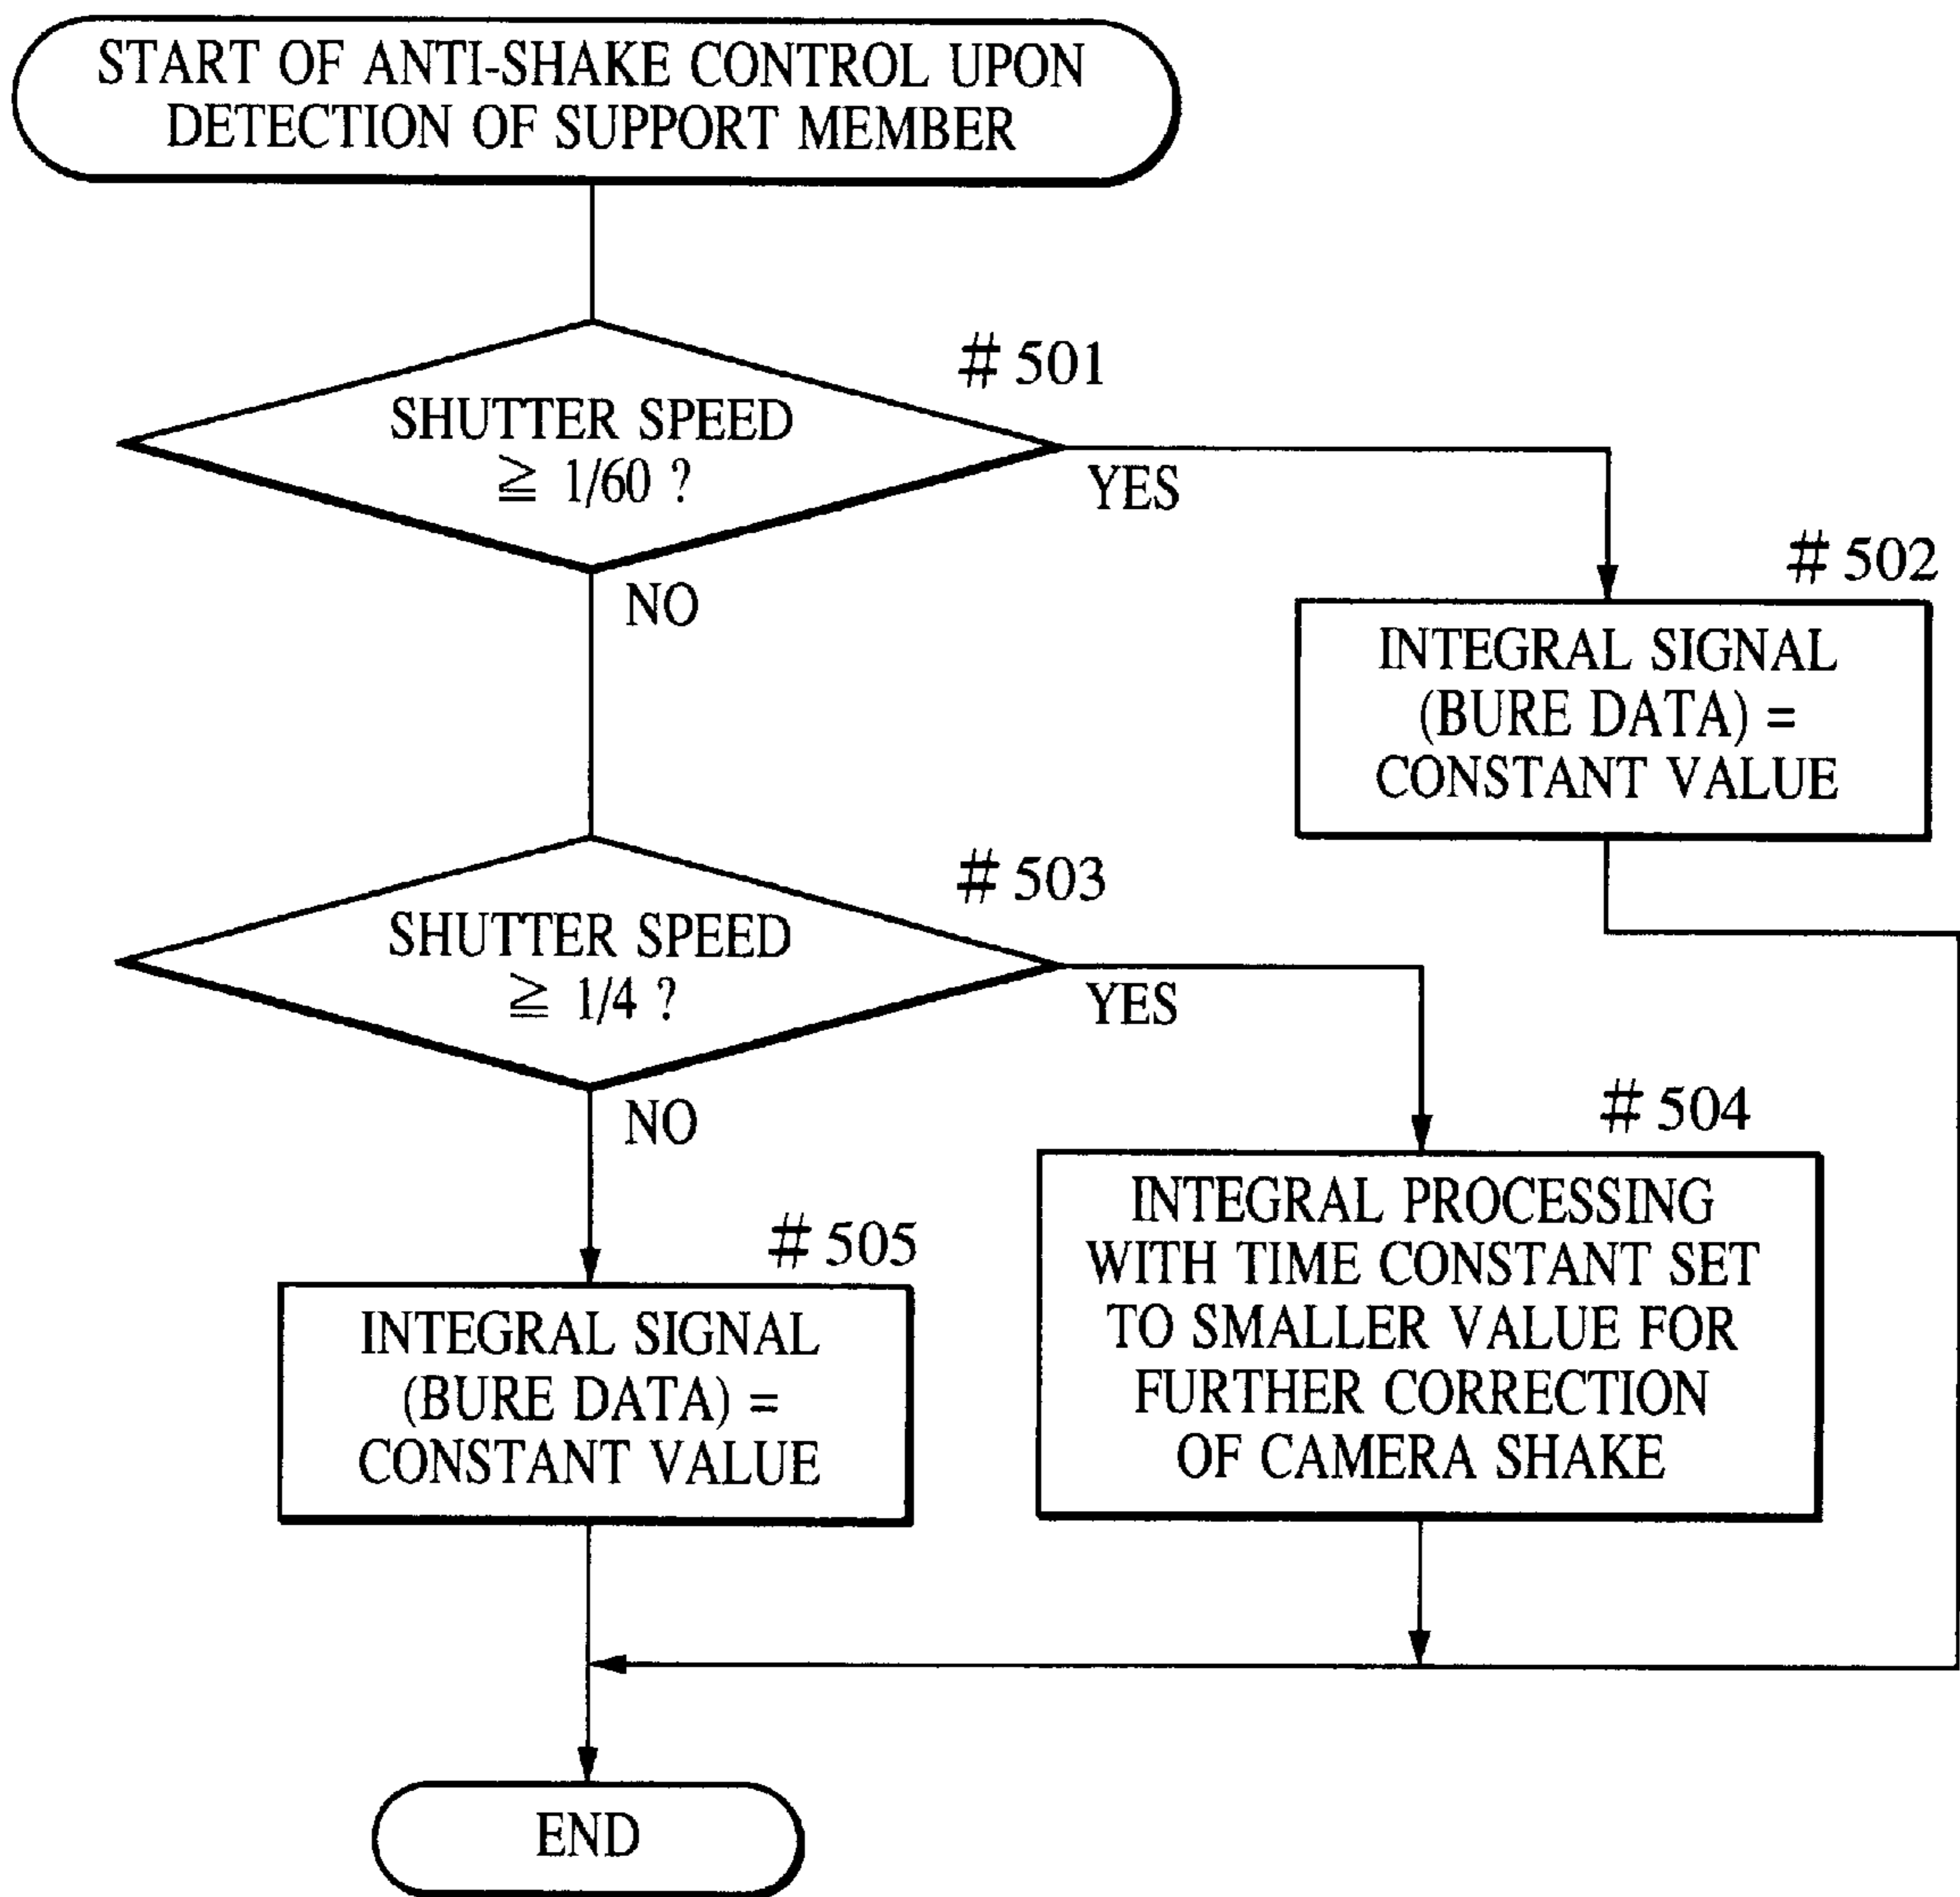 START OF ANTI-SHAKE CONTROL UPON
DETECTION OF SUPPORT MEMBER
# 501
SHUTTER SPEED
≧ 1/60 ?
YES
NO
# 502
INTEGRAL SIGNAL
(BURE DATA) =
CONSTANT VALUE
# 503
SHUTTER SPEED
≧ 1/4 ?
YES
NO
# 504
INTEGRAL PROCESSING
WITH TIME CONSTANT SET
TO SMALLER VALUE FOR
FURTHER CORRECTION
OF CAMERA SHAKE
# 505
INTEGRAL SIGNAL
(BURE DATA) =
CONSTANT VALUE
END